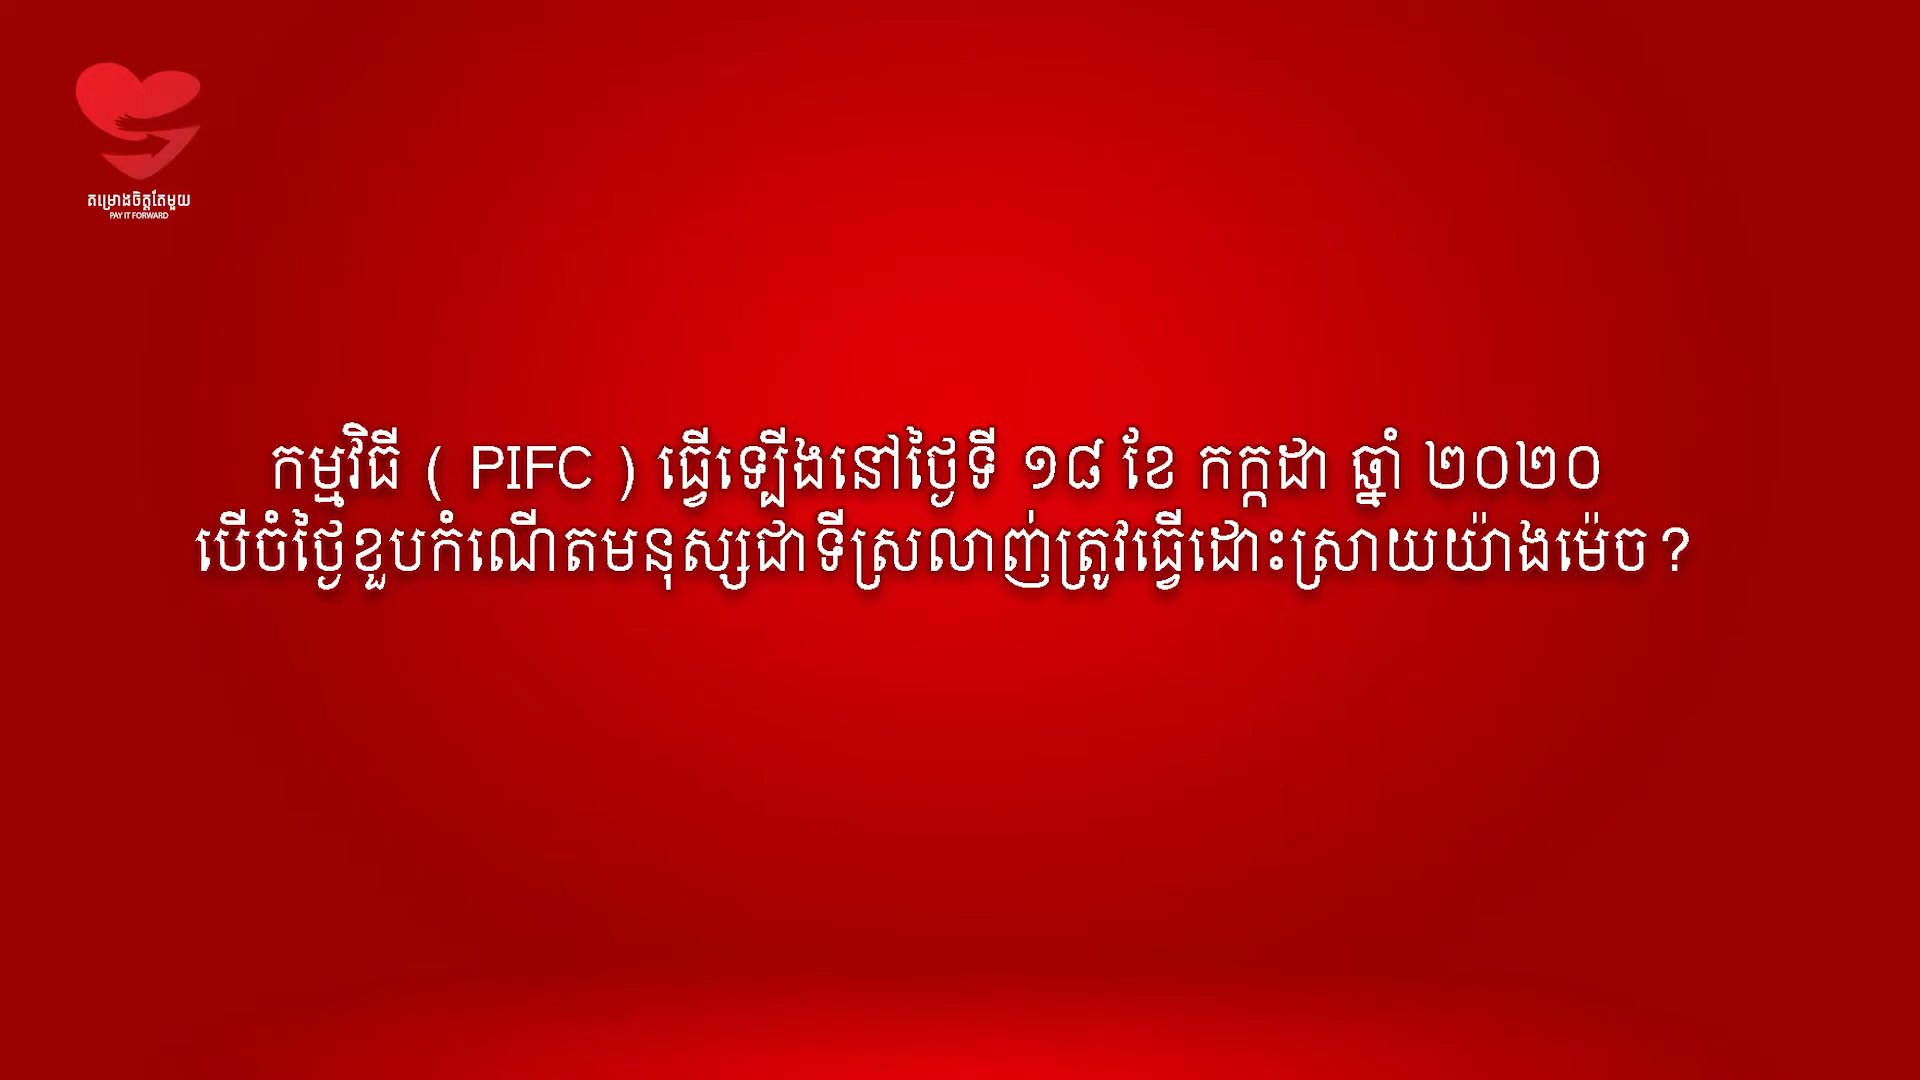 គម្រោងចិត្តតែមួយ
PAY IT FORWARD
កម្មវិធី ( PIFC ) ធ្វើឡើងនៅថ្ងៃទី ១៨ ខែ កក្កដា ឆ្នាំ ២០២០
បើចំថ្ងៃខួបកំណើតមនុស្សជាទីស្រលាញ់ត្រូវធ្វើដោះស្រាយយ៉ាងម៉េច?